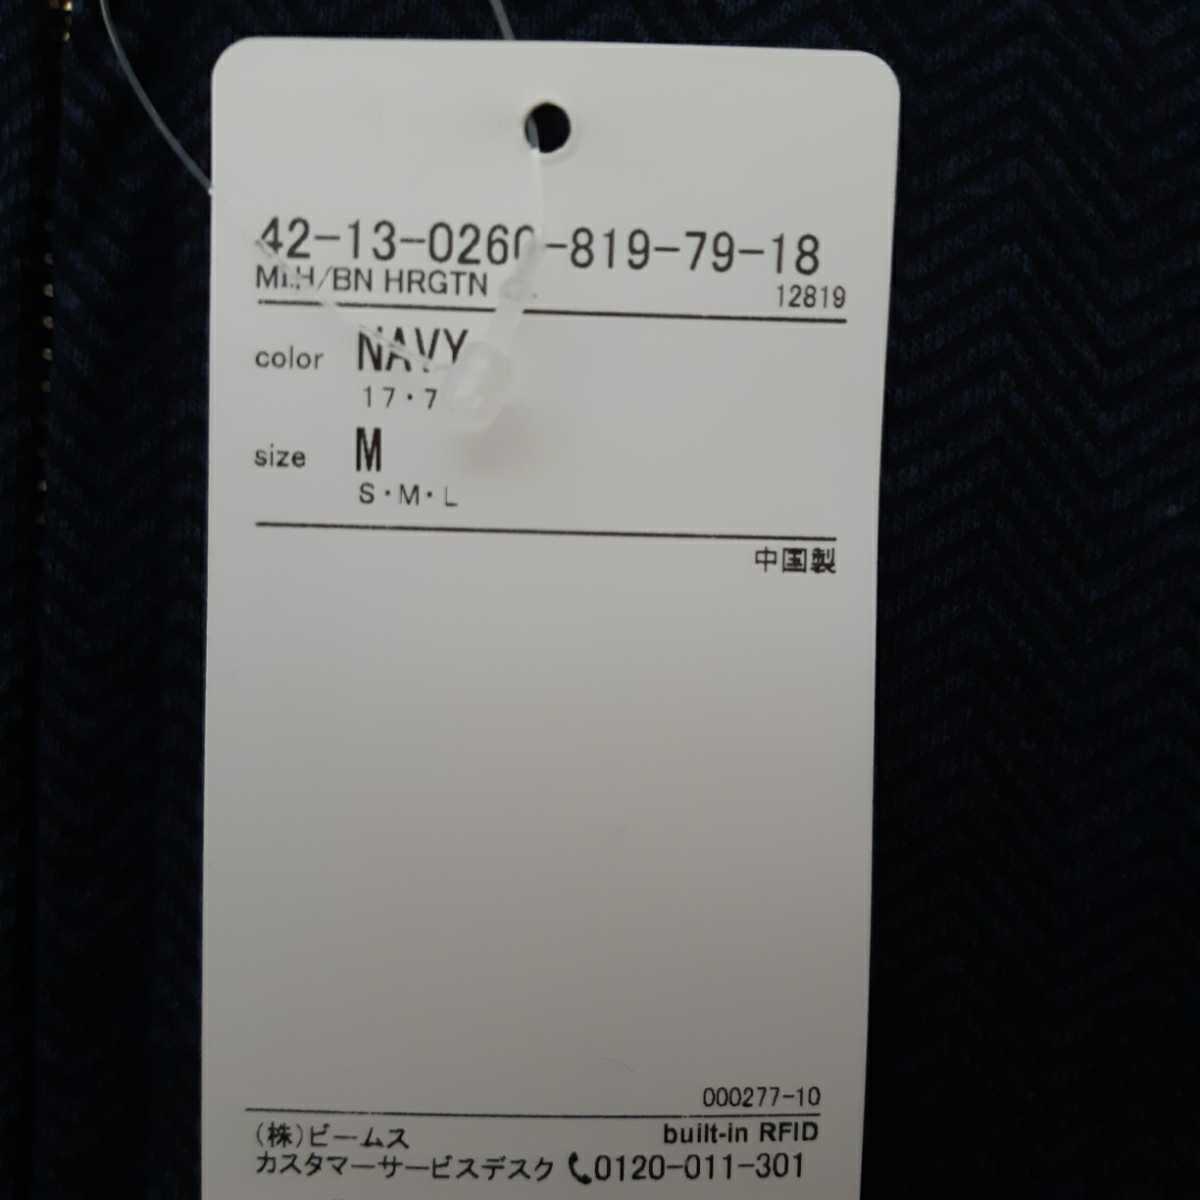 42-13-0260-819-79-18
MLH/BN HRGTN
12819
color NAVY
17・7
size M
S・M・L
中国製
000277-10
(株)ビームス built-in RFID
カスタマーサービスデスク 0120-011-301